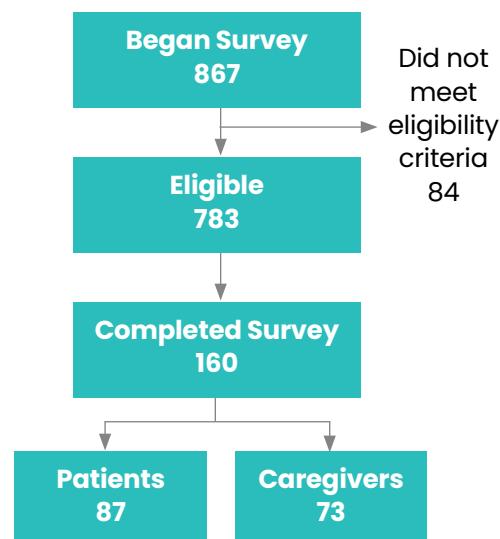 Began Survey
867
Did not
meet
eligibility
criteria
84
Eligible
783
Completed Survey
160
Patients
87
Caregivers
73